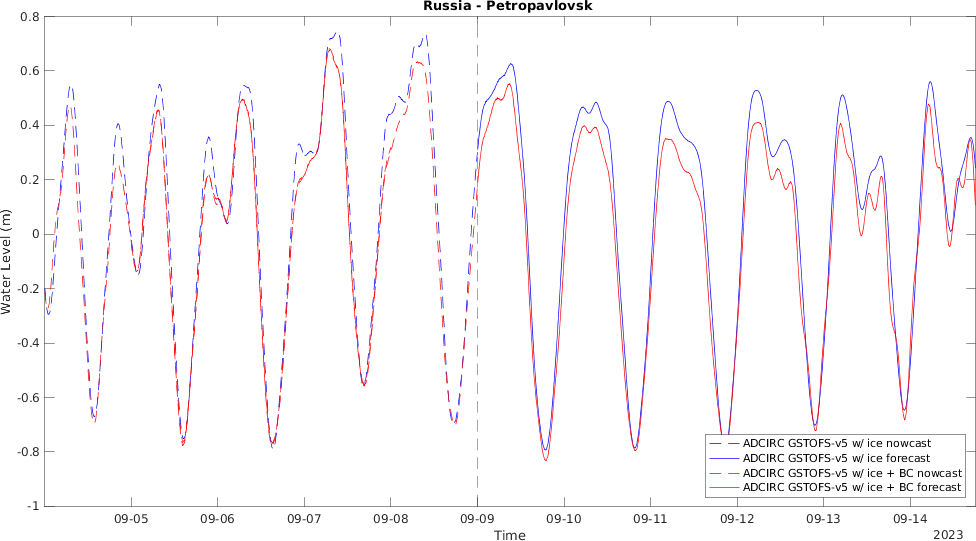 Russia - Petropavlovsk
0.8
0.6
0.4
0.2
0
-0.2
-0.4
-0.6
-0.8
-1
Water Level (m)
ADCIRC GSTOFS-v5 w/ ice nowcast
ADCIRC GSTOFS-v5 w/ ice forecast
ADCIRC GSTOFS-v5 w/ ice + BC nowcast
ADCIRC GSTOFS-v5 w/ ice + BC forecast
09-05 09-06 09-07 09-08 09-09 09-10 09-11 09-12 09-13 09-14
Time
2023